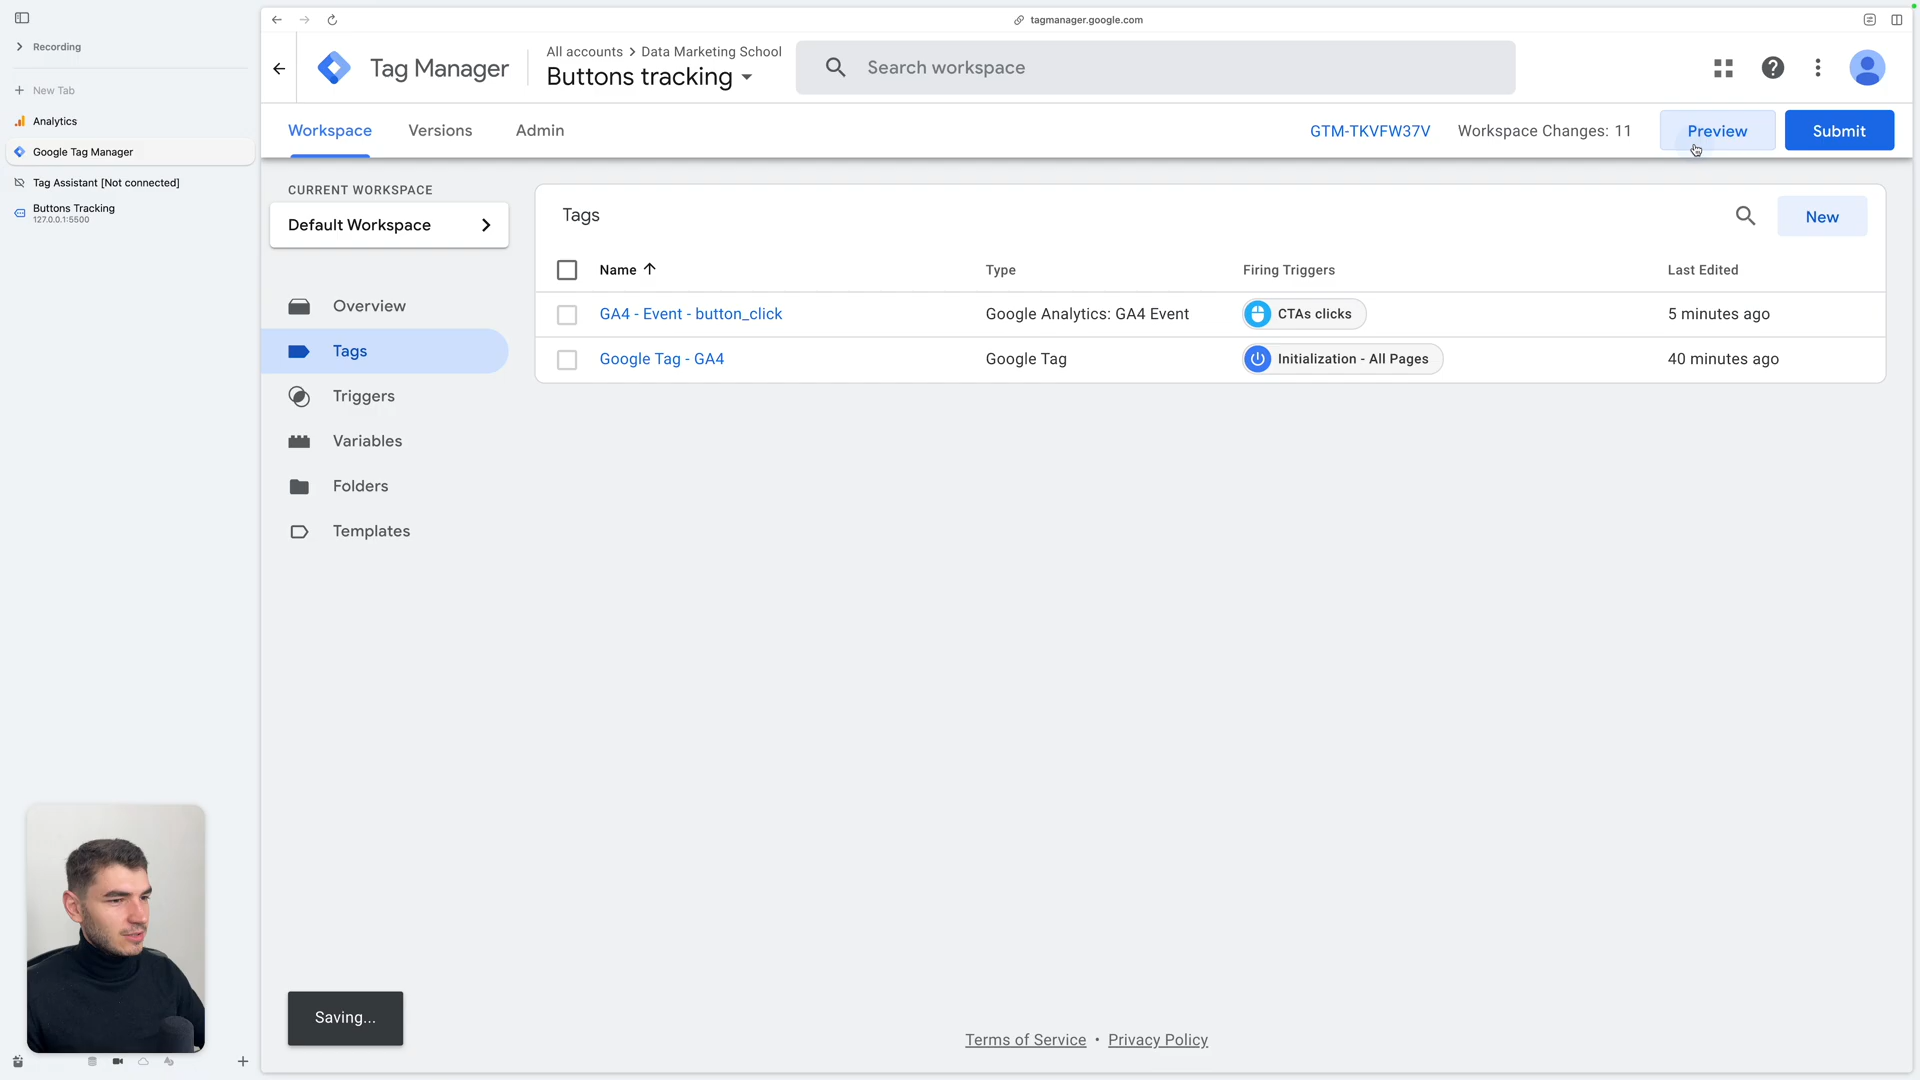 Recording
New Tab
Analytics
Google Tag Manager
Tag Assistant [Not connected]
Buttons Tracking
127.0.0.1:5500
tagmanager.google.com
Tag Manager
All accounts > Data Marketing School
Buttons tracking
Search workspace
Workspace
Versions
Admin
GTM-TKVFW37V
Workspace Changes: 11
Preview
Submit
CURRENT WORKSPACE
Default Workspace
Overview
Tags
Triggers
Variables
Folders
Templates
Tags
New
Name Type Firing Triggers Last Edited
GA4 - Event - button_click Google Analytics: GA4 Event CTAs clicks 5 minutes ago
Google Tag - GA4 Google Tag Initialization - All Pages 40 minutes ago
Saving...
Terms of Service • Privacy Policy